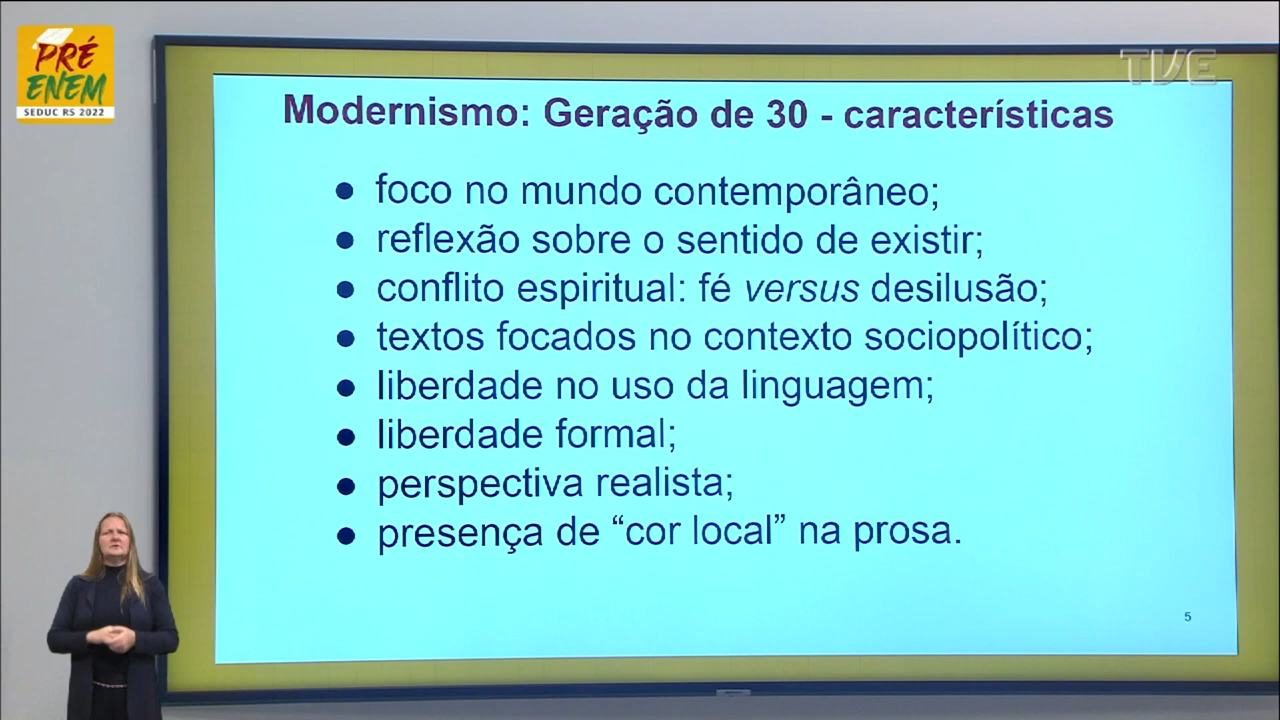 PRÉ
ENEM
SEDUC RS 2022
TVE
Modernismo: Geração de 30 - características
● foco no mundo contemporâneo;
● reflexão sobre o sentido de existir;
● conflito espiritual: fé versus desilusão;
● textos focados no contexto sociopolítico;
● liberdade no uso da linguagem;
● liberdade formal;
● perspectiva realista;
● presença de “cor local” na prosa.
5